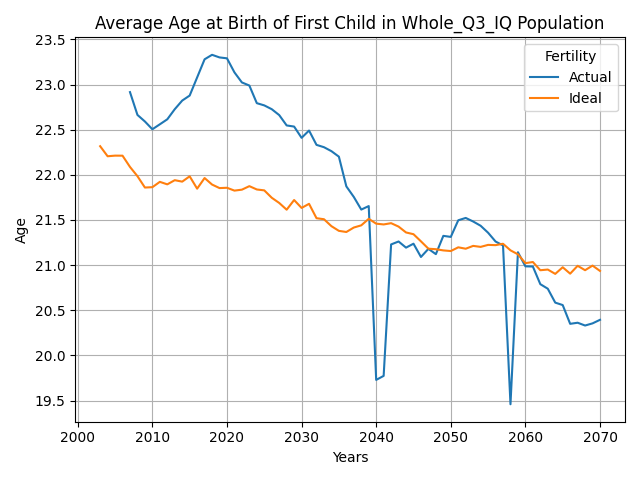 Average Age at Birth of First Child in Whole_Q3_IQ Population
Fertility
Actual
Ideal
Age
23.5
23.0
22.5
22.0
21.5
21.0
20.5
20.0
19.5
2000 2010 2020 2030 2040 2050 2060 2070
Years